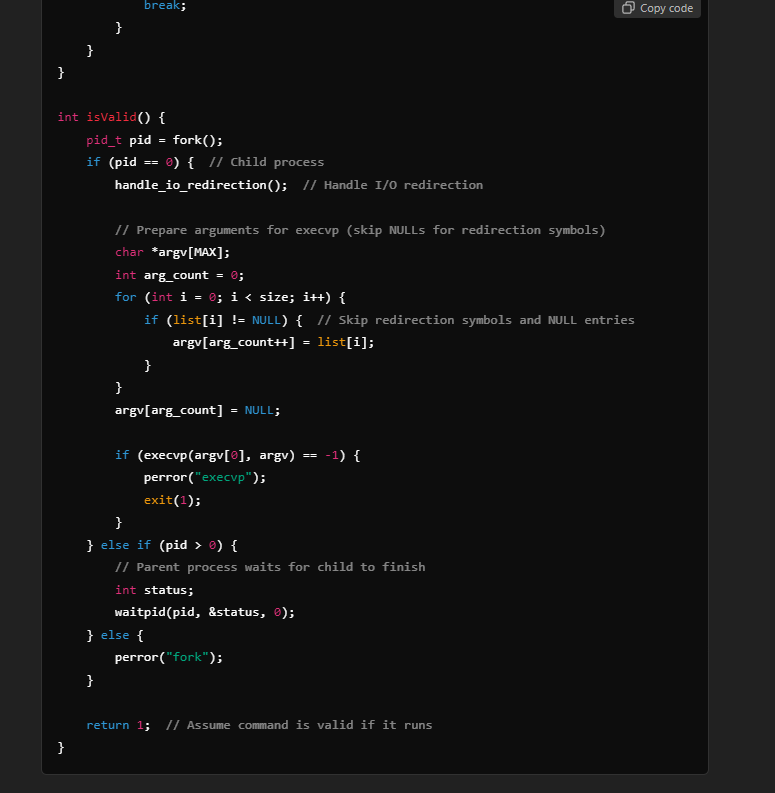 break;
Copy code
}
}
}
int isValid() {
pid_t pid = fork();
if (pid == 0) {  // Child process
handle_io_redirection();  // Handle I/O redirection
// Prepare arguments for execvp (skip NULLs for redirection symbols)
char *argv[MAX];
int arg_count = 0;
for (int i = 0; i < size; i++) {
if (list[i] != NULL) {  // Skip redirection symbols and NULL entries
argv[arg_count++] = list[i];
}
}
argv[arg_count] = NULL;
if (execvp(argv[0], argv) == -1) {
perror("execvp");
exit(1);
}
} else if (pid > 0) {
// Parent process waits for child to finish
int status;
waitpid(pid, &status, 0);
} else {
perror("fork");
}
return 1;  // Assume command is valid if it runs
}